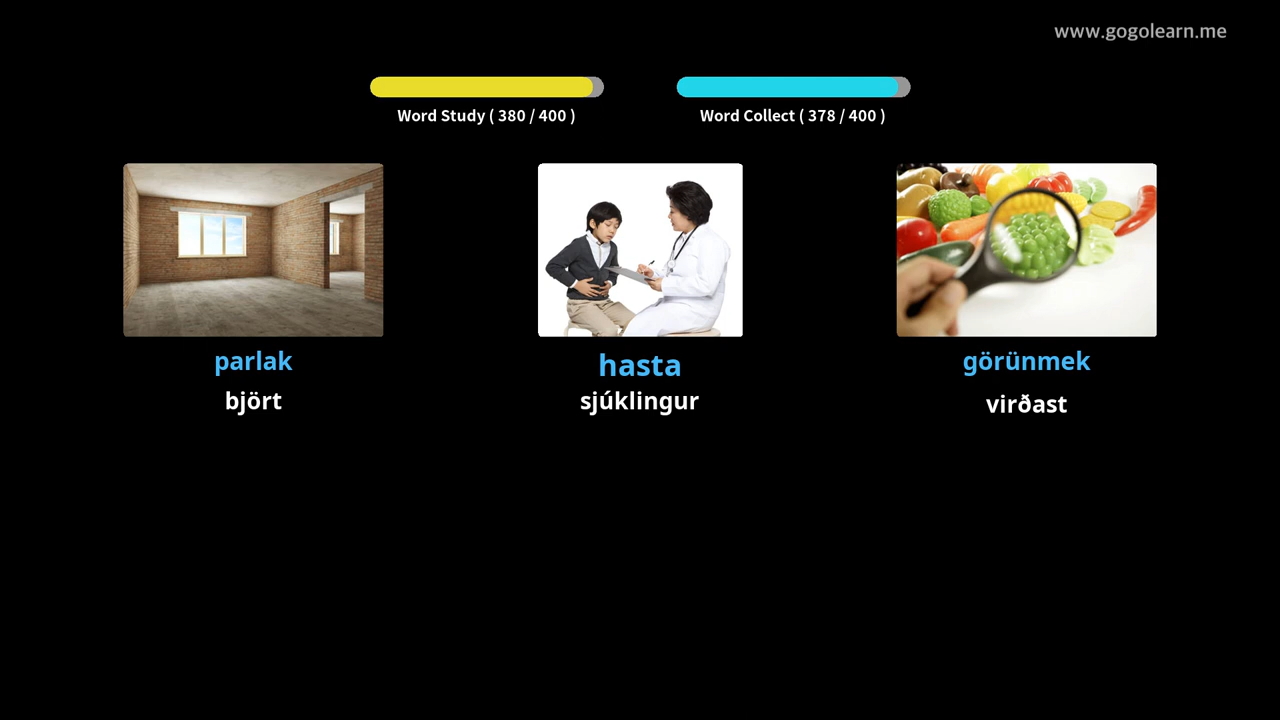 www.gogolearn.me
Word Study ( 380 / 400 )
Word Collect ( 378 / 400 )
parlak
hasta
görünmek
björt
sjúklingur
virðast